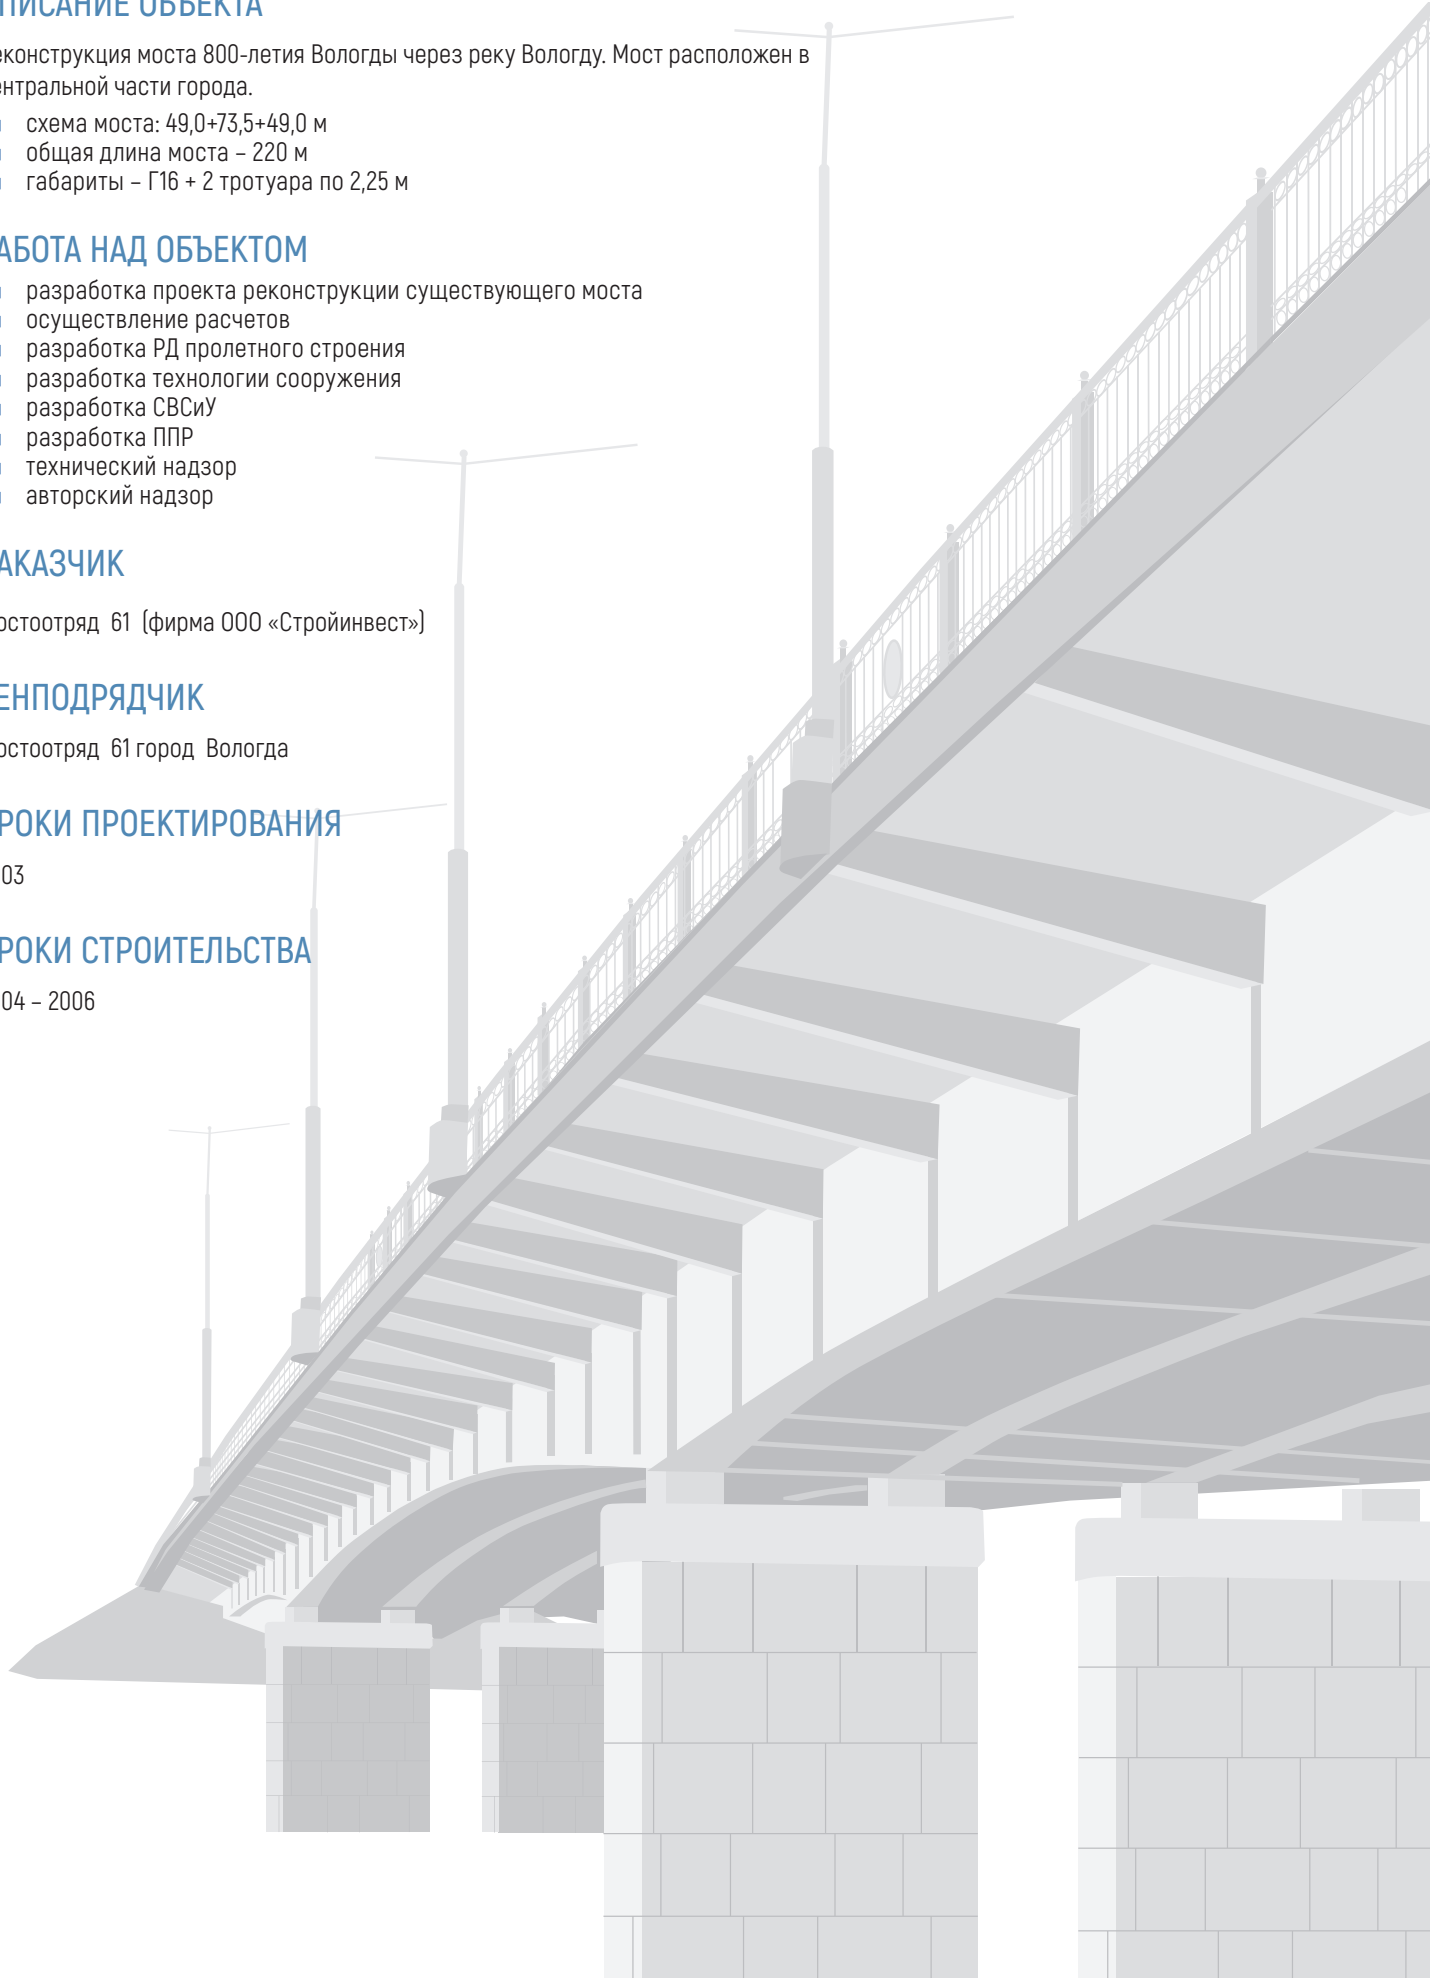 ПИСАНИЕ ОБЪЕКТА
еконструкция моста 800-летия Вологды через реку Вологду. Мост расположен в
ентральной части города.
схема моста: 49,0+73,5+49,0 м
общая длина моста – 220 м
габариты – Г16 + 2 тротуара по 2,25 м
АБОТА НАД ОБЪЕКТОМ
разработка проекта реконструкции существующего моста
осуществление расчетов
разработка РД пролетного строения
разработка технологии сооружения
разработка СВСиУ
разработка ППР
технический надзор
авторский надзор
АКАЗЧИК
остоотряд 61 (фирма ООО «Стройинвест»)
ЕНПОДРЯДЧИК
остоотряд 61 город Вологда
РОКИ ПРОЕКТИРОВАНИЯ
03
РОКИ СТРОИТЕЛЬСТВА
04 – 2006